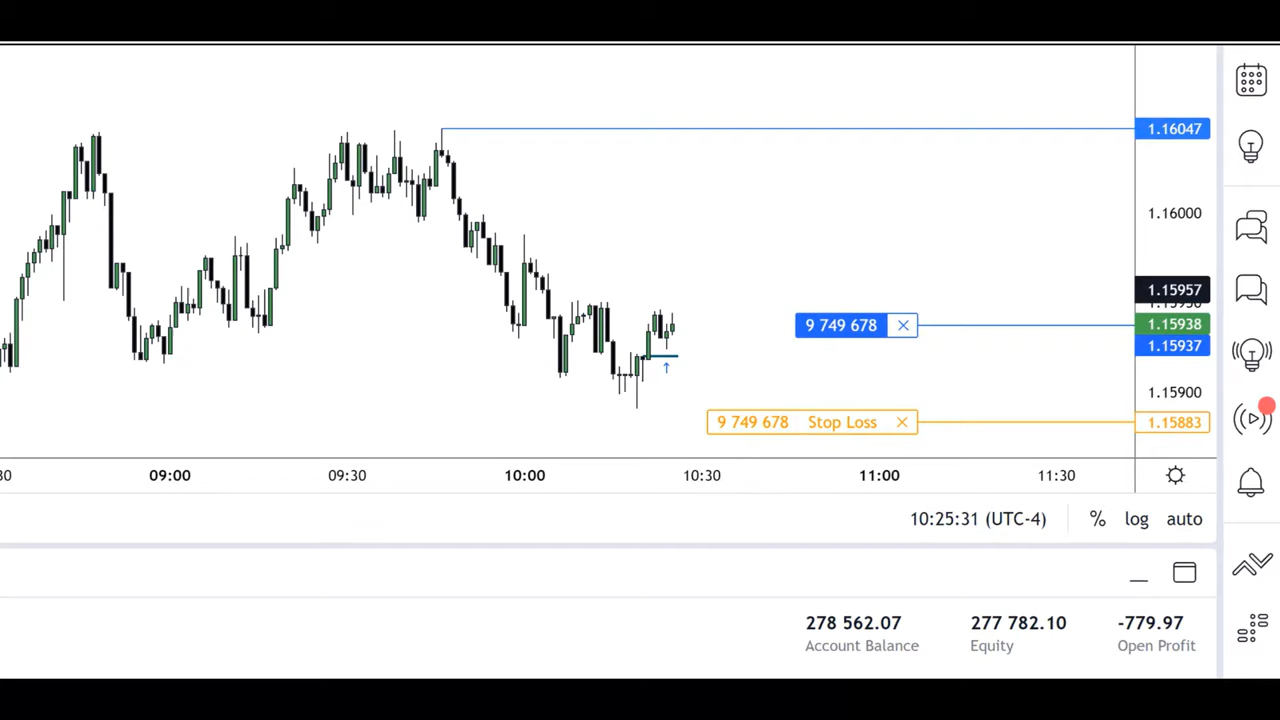 1.16047
1.16000
1.15957
9 749 678
1.15938
1.15937
1.15900
9 749 678 Stop Loss
1.15883
30 09:00 09:30 10:00 10:30 11:00 11:30
10:25:31 (UTC-4) % log auto
278 562.07 277 782.10 -779.97
Account Balance Equity Open Profit